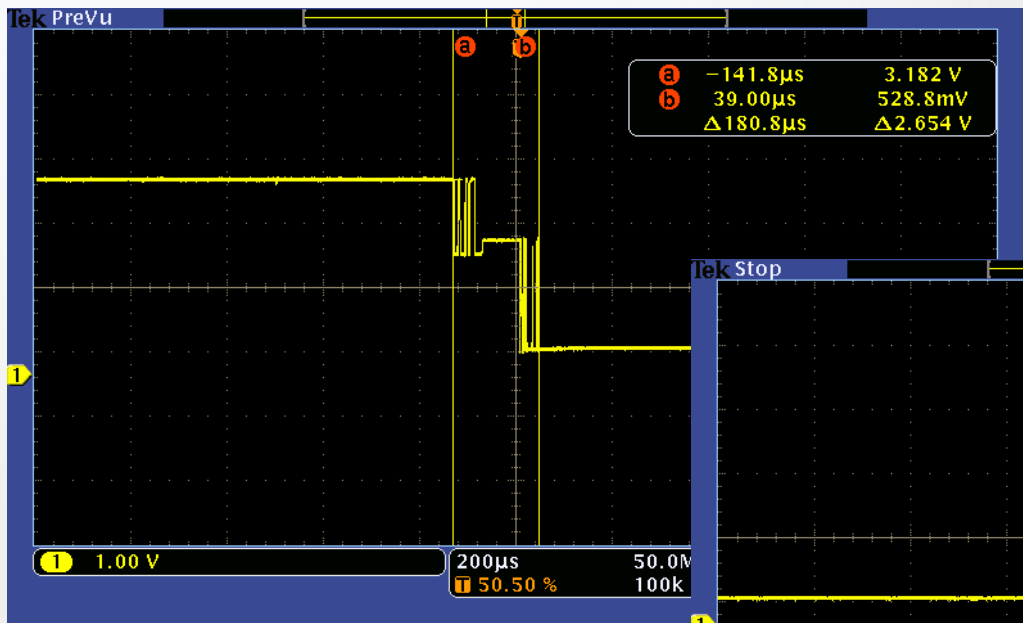 Tek PreVu
T
a b
a -141.8μs 3.182 V
b 39.00μs 528.8mV
Δ180.8μs Δ2.654 V
1
Tek Stop
1 1.00 V
200μs 50.0M
T 50.50 % 100k
1